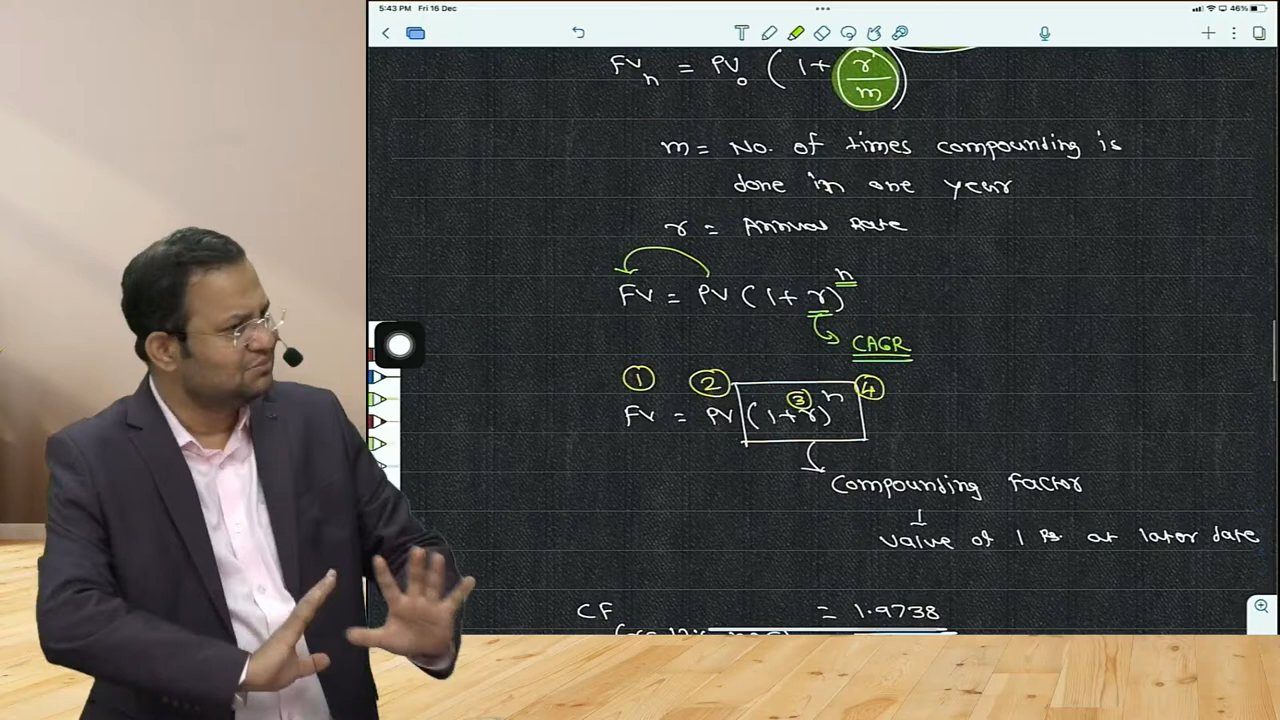 5:43 PM Fri 16 Dec
46%
FVn = PV0 (1+ r/m)
m = No. of times compounding is
done in one year
r = Annual Rate
FV = PV (1+ r)^n
CAGR
1 2 3 4
FV = PV (1+r)^n
Compounding Factor
Value of 1 Rs at later date
CF = 1.9738